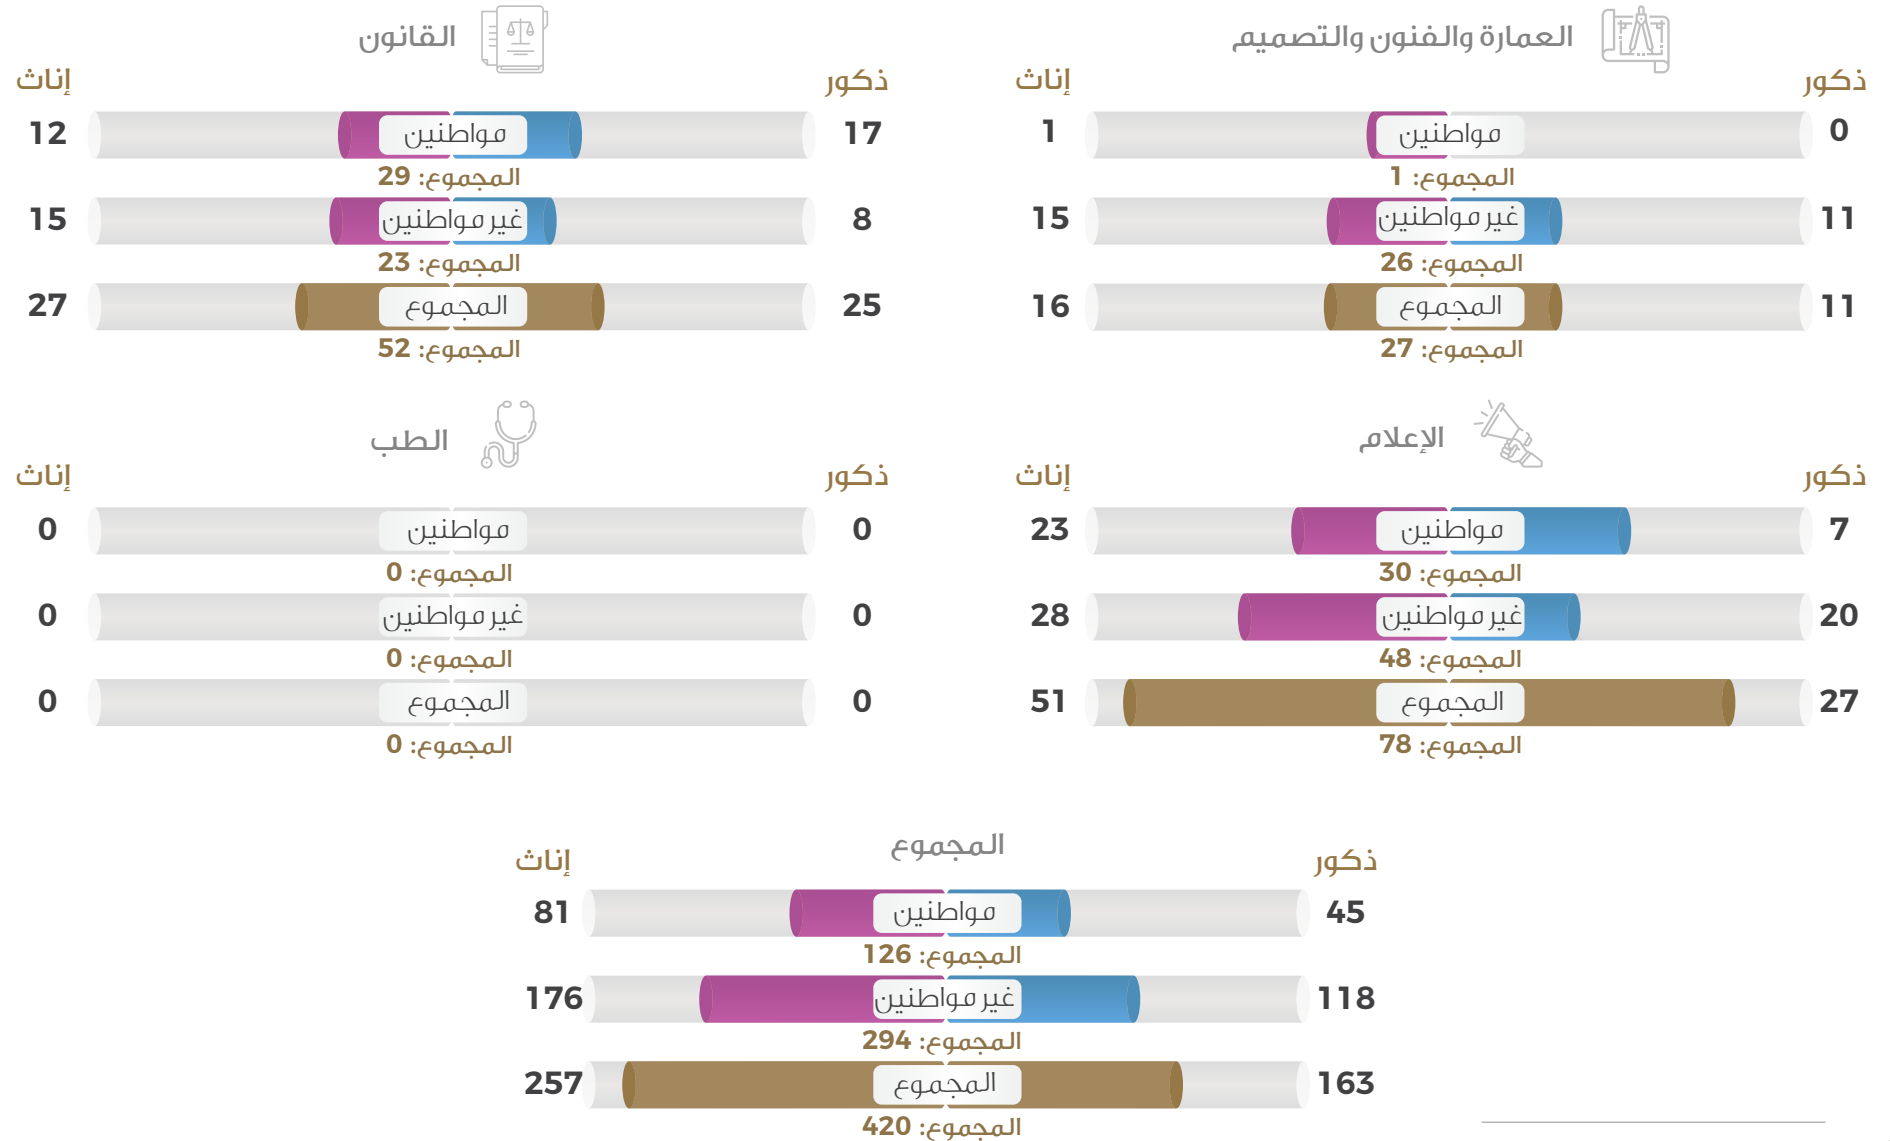 العمارة والفنون والتصميم
ذكور إناث
0 مواطنين 1
المجموع: 1
11 غير مواطنين 15
المجموع: 26
11 المجموع 16
المجموع: 27
القانون
ذكور إناث
17 مواطنين 12
المجموع: 29
8 غير مواطنين 15
المجموع: 23
25 المجموع 27
المجموع: 52
الإعلام
ذكور إناث
7 مواطنين 23
المجموع: 30
20 غير مواطنين 28
المجموع: 48
27 المجموع 51
المجموع: 78
الطب
ذكور إناث
0 مواطنين 0
المجموع: 0
0 غير مواطنين 0
المجموع: 0
0 المجموع 0
المجموع: 0
المجموع
ذكور إناث
45 مواطنين 81
المجموع: 126
118 غير مواطنين 176
المجموع: 294
163 المجموع 257
المجموع: 420